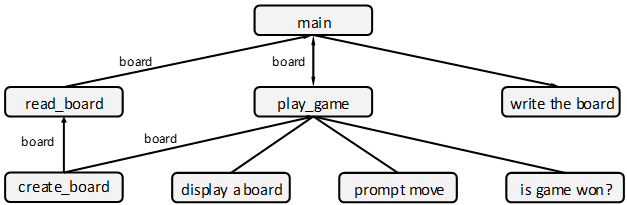 main
board
board
read_board
play_game
write the board
board
board
create_board
display a board
prompt move
is game won?